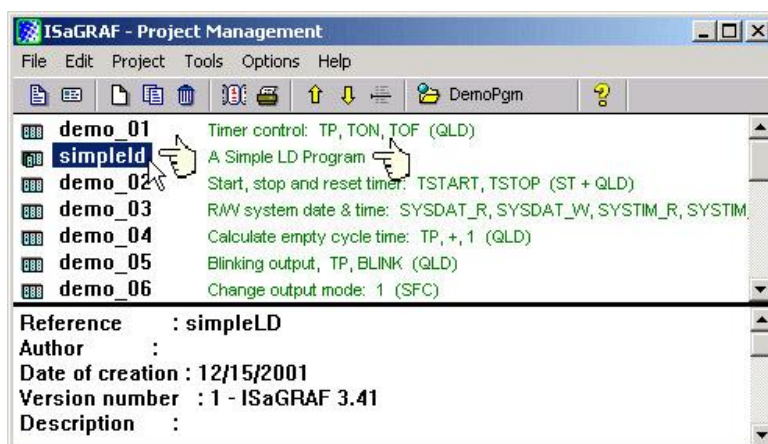 ISaGRAF - Project Management
File Edit Project Tools Options Help
DemoPgm
demo_01 Timer control: TP, TON, TOF (QLD)
simpleld A Simple LD Program
demo_02 Start, stop and reset timer: TSTART, TSTOP (ST + QLD)
demo_03 R/W system date & time: SYSDAT_R, SYSDAT_W, SYSTIM_R, SYSTIM_
demo_04 Calculate empty cycle time: TP, +, 1 (QLD)
demo_05 Blinking output, TP, BLINK (QLD)
demo_06 Change output mode: 1 (SFC)
Reference : simpleLD
Author :
Date of creation : 12/15/2001
Version number : 1 - ISaGRAF 3.41
Description :